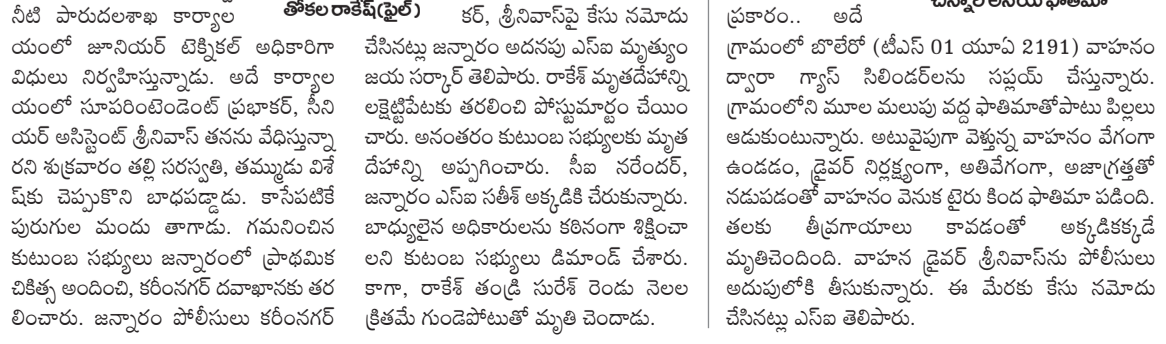 నీటి పారుదలశాఖ కార్యాల
యంలో జూనియర్ టెక్నికల్ అధికారిగా
విధులు నిర్వహిస్తున్నాడు. అదే కార్యాల
యంలో సూపరింటెండెంట్ ప్రభాకర్, సీని
యర్ అసిస్టెంట్ శ్రీనివాస్ తనను వేధిస్తున్నా
రని శుక్రవారం తల్లి సరస్వతి, తమ్ముడు విశే
ష్‌కు చెప్పుకొని బాధపడ్డాడు. కాసేపటికే
పురుగుల మందు తాగాడు. గమనించిన
కుటుంబ సభ్యులు జన్నారంలో ప్రాథమిక
చికిత్స అందించి, కరీంనగర్ దవాఖానకు తర
లించారు. జన్నారం పోలీసులు కరీంనగర్
తోకల రాకేష్(ఫైల్)
కర్, శ్రీనివాస్‌పై కేసు నమోదు
చేసినట్లు జన్నారం అదనపు ఎస్ఐ మృత్యుం
జయ సర్కార్ తెలిపారు. రాకేశ్ మృతదేహాన్ని
లక్షెట్టిపేటకు తరలించి పోస్టుమార్టం చేయిం
చారు. అనంతరం కుటుంబ సభ్యులకు మృత
దేహాన్ని అప్పగించారు. సీఐ నరేందర్,
జన్నారం ఎస్ఐ సతీశ్ అక్కడికి చేరుకున్నారు.
బాధ్యులైన అధికారులను కఠినంగా శిక్షించా
లని కుటంబ సభ్యులు డిమాండ్ చేశారు.
కాగా, రాకేశ్ తండ్రి సురేశ్ రెండు నెలల
క్రితమే గుండెపోటుతో మృతి చెందాడు.
చిన్నారి అనియ ఫాతిమా
ప్రకారం.. అదే
గ్రామంలో బొలేరో (టీఎస్ 01 యూఏ 2191) వాహనం
ద్వారా గ్యాస్ సిలిండర్‌లను సప్లయ్ చేస్తున్నారు.
గ్రామంలోని మూల మలుపు వద్ద ఫాతిమాతోపాటు పిల్లలు
ఆడుకుంటున్నారు. అటువైపుగా వెళ్తున్న వాహనం వేగంగా
ఉండడం, డ్రైవర్ నిర్లక్ష్యంగా, అతివేగంగా, అజాగ్రత్తతో
నడుపడంతో వాహనం వెనుక టైరు కింద ఫాతిమా పడింది.
తలకు తీవ్రగాయాలు కావడంతో అక్కడికక్కడే
మృతిచెందింది. వాహన డ్రైవర్ శ్రీనివాస్‌ను పోలీసులు
అదుపులోకి తీసుకున్నారు. ఈ మేరకు కేసు నమోదు
చేసినట్లు ఎస్ఐ తెలిపారు.